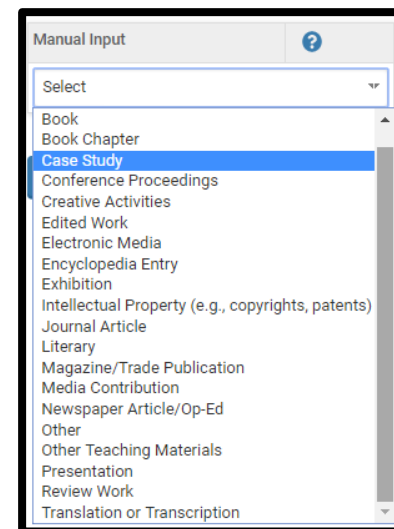 Manual Input
?
Select
Book
Book Chapter
Case Study
Conference Proceedings
Creative Activities
Edited Work
Electronic Media
Encyclopedia Entry
Exhibition
Intellectual Property (e.g., copyrights, patents)
Journal Article
Literary
Magazine/Trade Publication
Media Contribution
Newspaper Article/Op-Ed
Other
Other Teaching Materials
Presentation
Review Work
Translation or Transcription